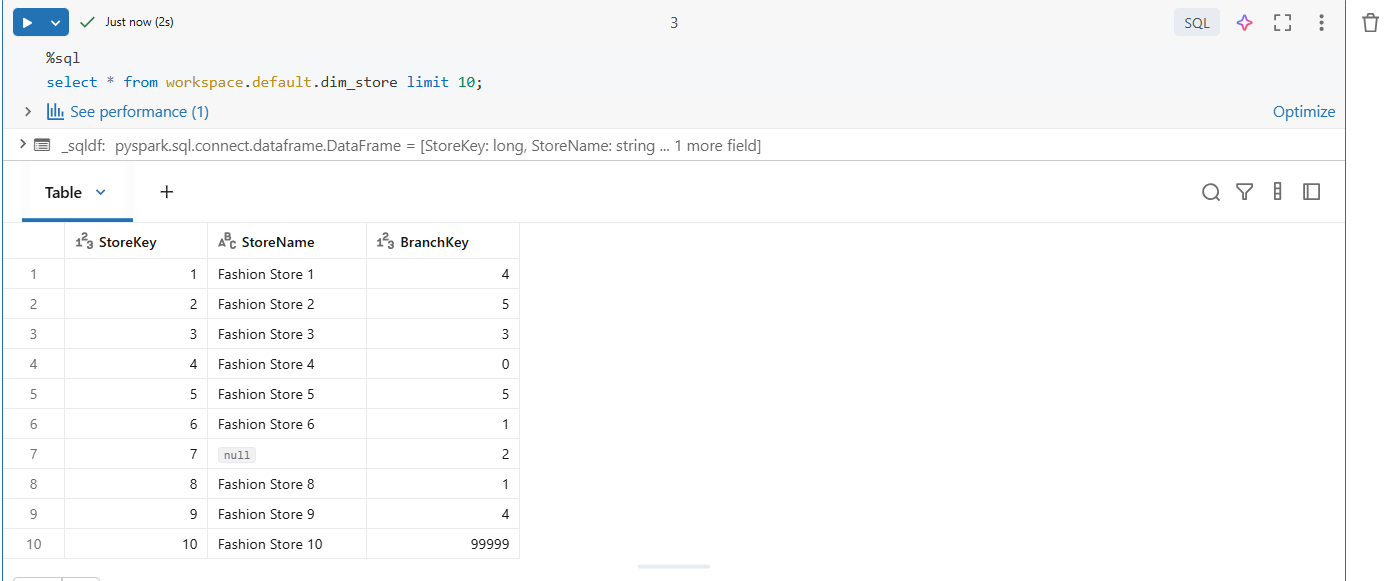 Just now (2s)
3
SQL
%sql
select * from workspace.default.dim_store limit 10;
See performance (1)
Optimize
_sqldf: pyspark.sql.connect.dataframe.DataFrame = [StoreKey: long, StoreName: string ... 1 more field]
Table
+
123 StoreKey ABC StoreName 123 BranchKey
1 1 Fashion Store 1 4
2 2 Fashion Store 2 5
3 3 Fashion Store 3 3
4 4 Fashion Store 4 0
5 5 Fashion Store 5 5
6 6 Fashion Store 6 1
7 7 null 2
8 8 Fashion Store 8 1
9 9 Fashion Store 9 4
10 10 Fashion Store 10 99999